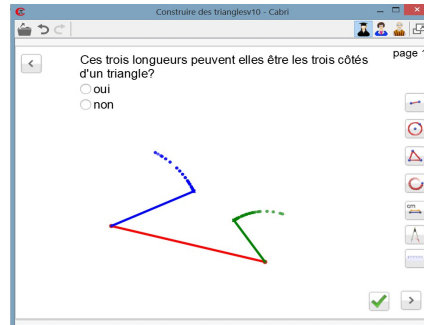 Construire des trianglesv10 - Cabri
page 1
Ces trois longueurs peuvent elles être les trois côtés
d'un triangle?
oui
non
cm